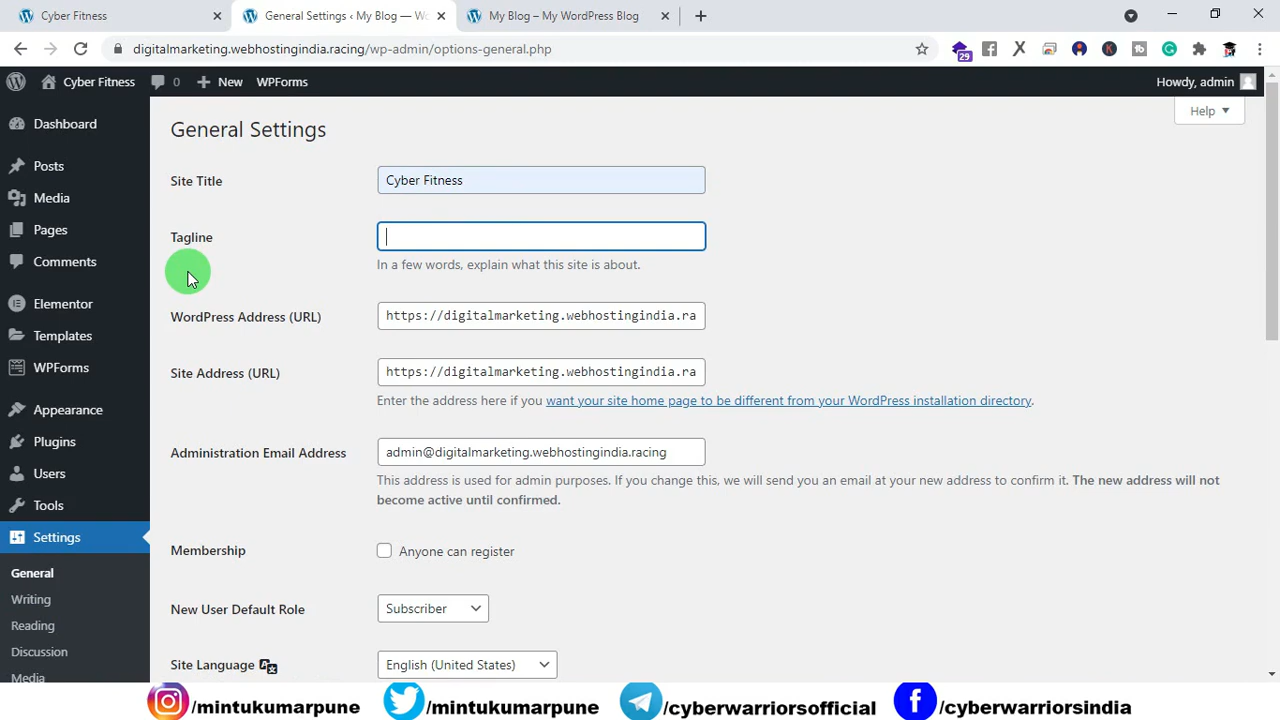 Cyber Fitness
General Settings ‹ My Blog — Wo
My Blog – My WordPress Blog
digitalmarketing.webhostingindia.racing/wp-admin/options-general.php
29
Cyber Fitness
0
New
WPForms
Howdy, admin
Help
Dashboard
Posts
Media
Pages
Comments
Elementor
Templates
WPForms
Appearance
Plugins
Users
Tools
Settings
General
Writing
Reading
Discussion
Media
General Settings
Site Title
Cyber Fitness
Tagline
In a few words, explain what this site is about.
WordPress Address (URL)
https://digitalmarketing.webhostingindia.ra
Site Address (URL)
https://digitalmarketing.webhostingindia.ra
Enter the address here if you want your site home page to be different from your WordPress installation directory.
Administration Email Address
admin@digitalmarketing.webhostingindia.racing
This address is used for admin purposes. If you change this, we will send you an email at your new address to confirm it. The new address will not
become active until confirmed.
Membership
Anyone can register
New User Default Role
Subscriber
Site Language
English (United States)
/mintukumarpune
/mintukumarpune
/cyberwarriorsofficial
/cyberwarriorsindia